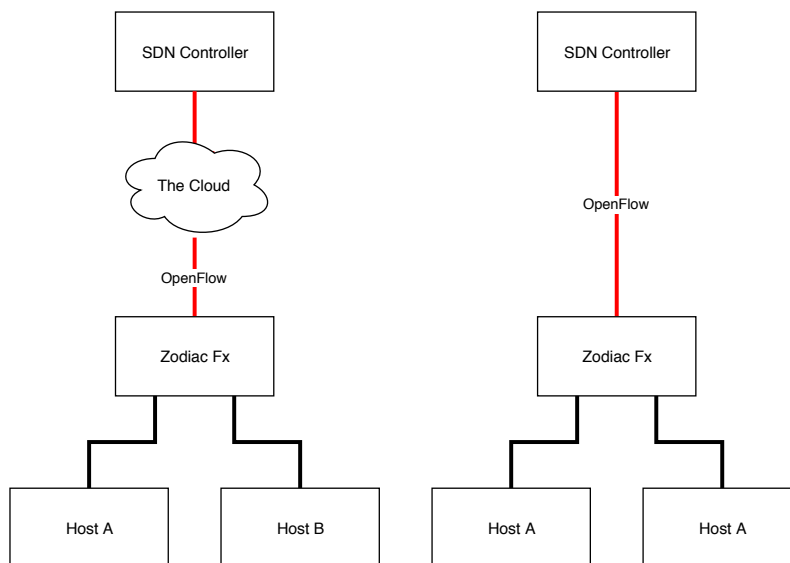 SDN Controller
The Cloud
OpenFlow
Zodiac Fx
Host A
Host B
SDN Controller
OpenFlow
Zodiac Fx
Host A
Host A